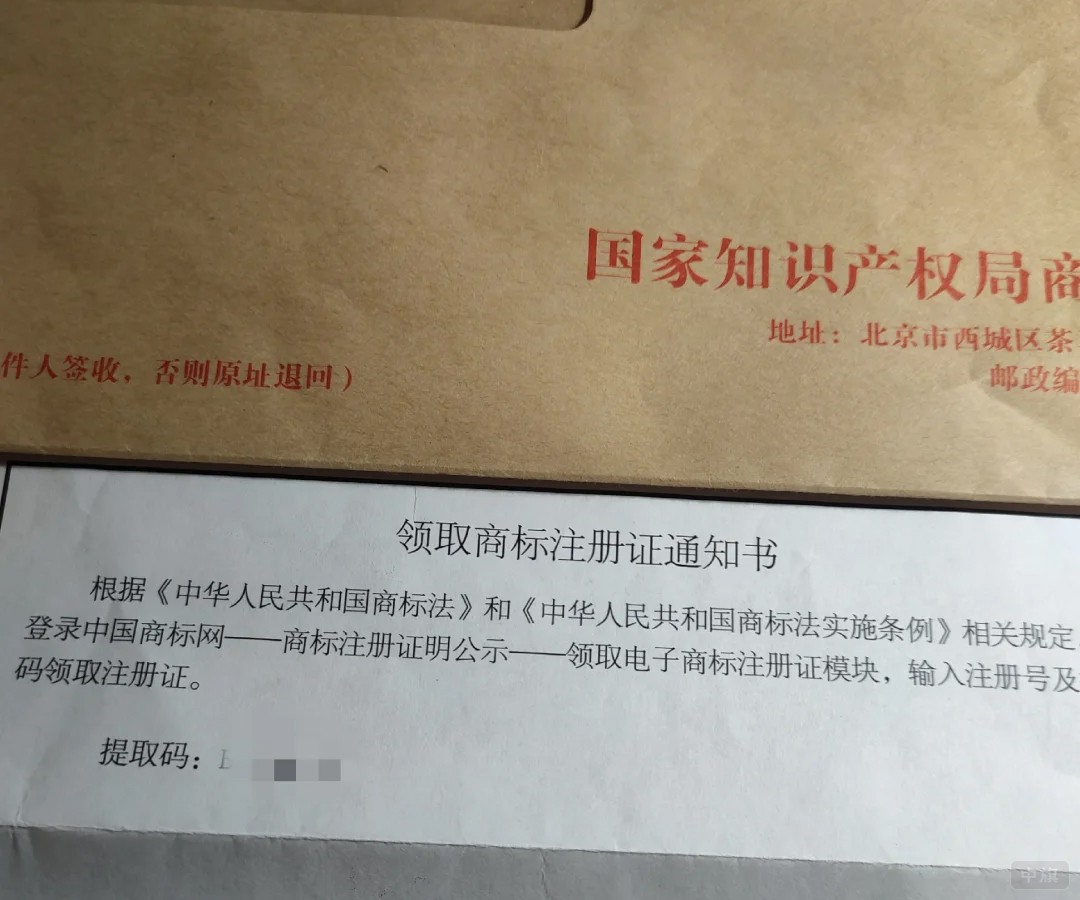 国家知识产权局商
地址：北京市西城区茶
邮政编
件人签收，否则原址退回）
领取商标注册证通知书
根据《中华人民共和国商标法》和《中华人民共和国商标法实施条例》相关规定
登录中国商标网——商标注册证明公示——领取电子商标注册证模块，输入注册号及
码领取注册证。
提取码：
中旗